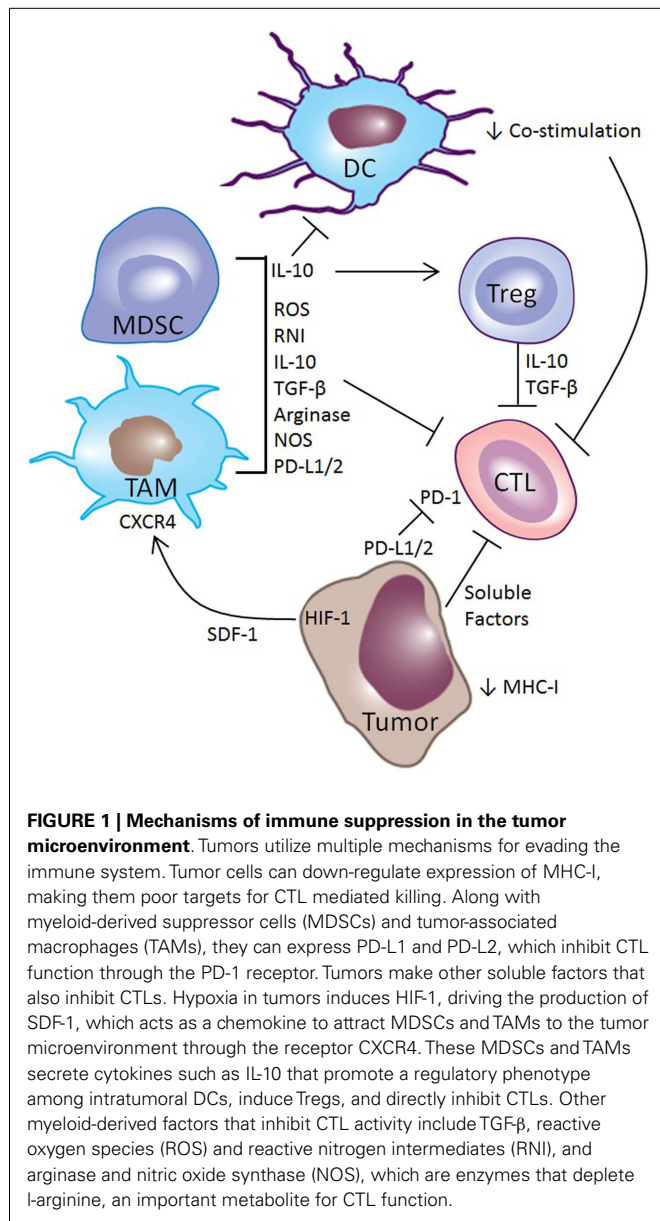 DC
↓ Co-stimulation
MDSC
IL-10
Treg
ROS
RNI
IL-10
TGF-β
Arginase
NOS
PD-L1/2
IL-10
TGF-β
TAM
CXCR4
CTL
PD-1
PD-L1/2
Soluble
Factors
HIF-1
SDF-1
↓ MHC-I
Tumor
FIGURE 1 | Mechanisms of immune suppression in the tumor
microenvironment. Tumors utilize multiple mechanisms for evading the
immune system. Tumor cells can down-regulate expression of MHC-I,
making them poor targets for CTL mediated killing. Along with
myeloid-derived suppressor cells (MDSCs) and tumor-associated
macrophages (TAMs), they can express PD-L1 and PD-L2, which inhibit CTL
function through the PD-1 receptor. Tumors make other soluble factors that
also inhibit CTLs. Hypoxia in tumors induces HIF-1, driving the production of
SDF-1, which acts as a chemokine to attract MDSCs and TAMs to the tumor
microenvironment through the receptor CXCR4. These MDSCs and TAMs
secrete cytokines such as IL-10 that promote a regulatory phenotype
among intratumoral DCs, induce Tregs, and directly inhibit CTLs. Other
myeloid-derived factors that inhibit CTL activity include TGF-β, reactive
oxygen species (ROS) and reactive nitrogen intermediates (RNI), and
arginase and nitric oxide synthase (NOS), which are enzymes that deplete
l-arginine, an important metabolite for CTL function.